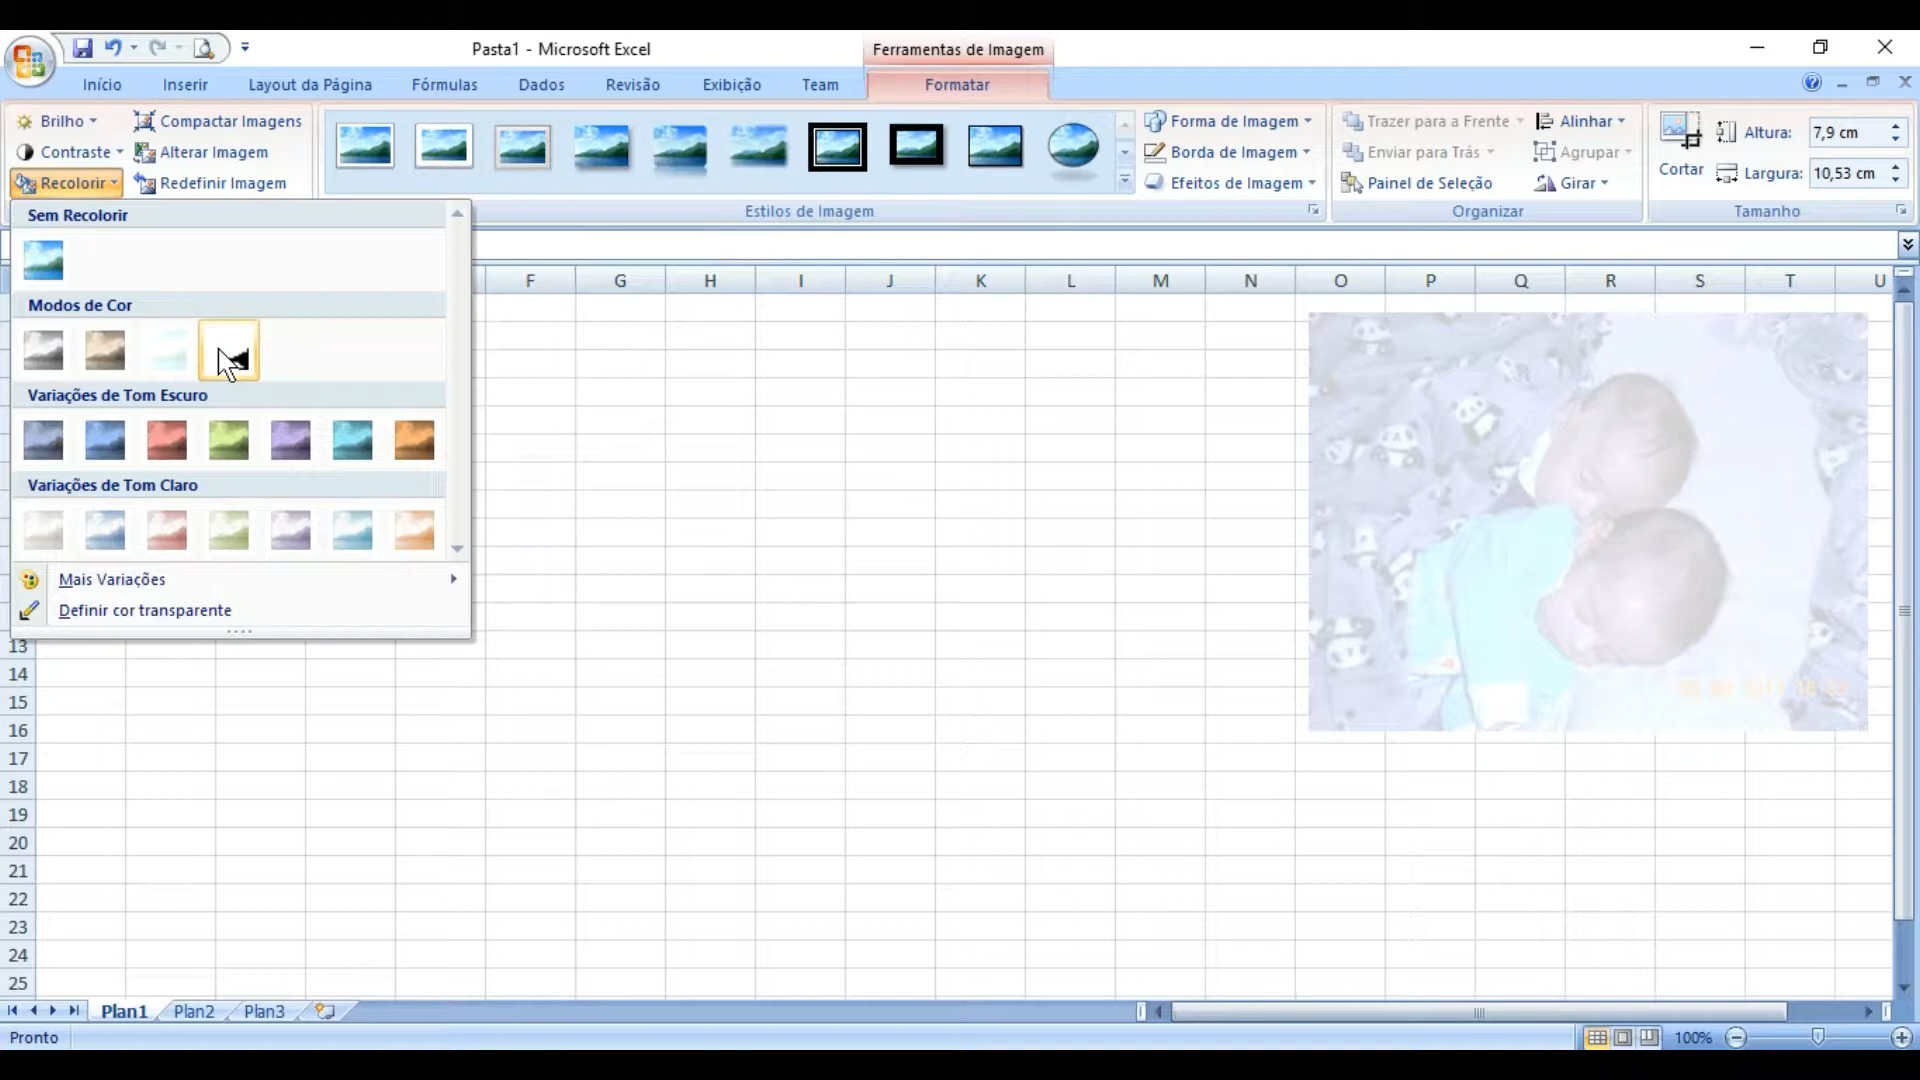 Pasta1 - Microsoft Excel
Ferramentas de Imagem
Início
Inserir
Layout da Página
Fórmulas
Dados
Revisão
Exibição
Team
Formatar
Brilho
Compactar Imagens
Contraste
Alterar Imagem
Recolorir
Redefinir Imagem
Forma de Imagem
Borda de Imagem
Efeitos de Imagem
Estilos de Imagem
Trazer para a Frente
Alinhar
Enviar para Trás
Agrupar
Painel de Seleção
Girar
Organizar
Cortar
Altura: 7,9 cm
Largura: 10,53 cm
Tamanho
Sem Recolorir
Modos de Cor
Variações de Tom Escuro
Variações de Tom Claro
Mais Variações
Definir cor transparente
F G H I J K L M N O P Q R S T U
13
14
15
16
17
18
19
20
21
22
23
24
25
Plan1 Plan2 Plan3
Pronto
100%